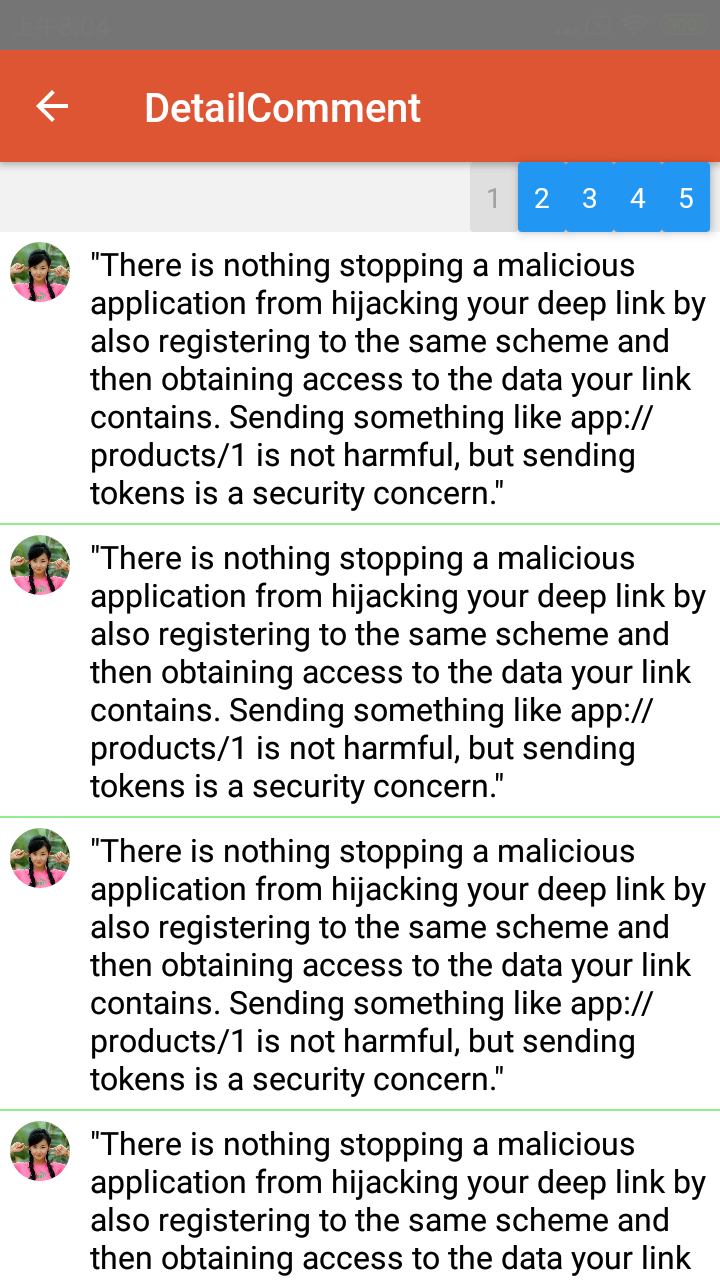 上午8:04
DetailComment
1 2 3 4 5
"There is nothing stopping a malicious
application from hijacking your deep link by
also registering to the same scheme and
then obtaining access to the data your link
contains. Sending something like app://
products/1 is not harmful, but sending
tokens is a security concern."
"There is nothing stopping a malicious
application from hijacking your deep link by
also registering to the same scheme and
then obtaining access to the data your link
contains. Sending something like app://
products/1 is not harmful, but sending
tokens is a security concern."
"There is nothing stopping a malicious
application from hijacking your deep link by
also registering to the same scheme and
then obtaining access to the data your link
contains. Sending something like app://
products/1 is not harmful, but sending
tokens is a security concern."
"There is nothing stopping a malicious
application from hijacking your deep link by
also registering to the same scheme and
then obtaining access to the data your link